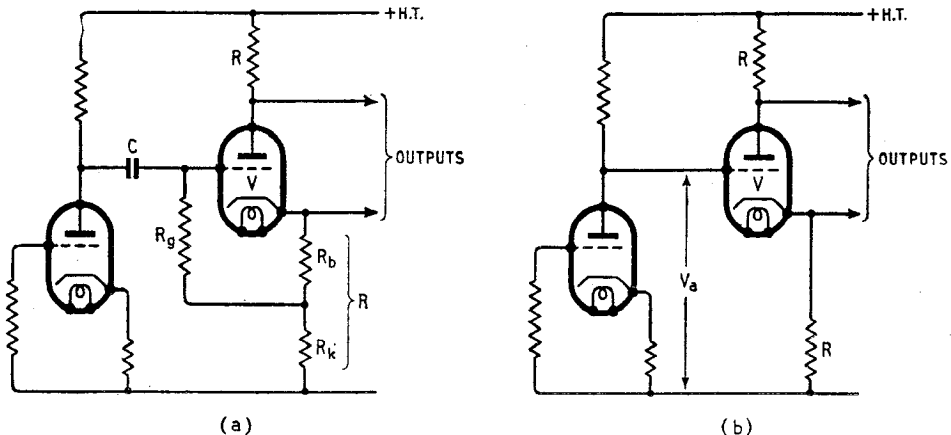 +H.T.
R
C
V
OUTPUTS
Rg
Rb
R
Rk
(a)
+H.T.
R
V
OUTPUTS
Va
R
(b)